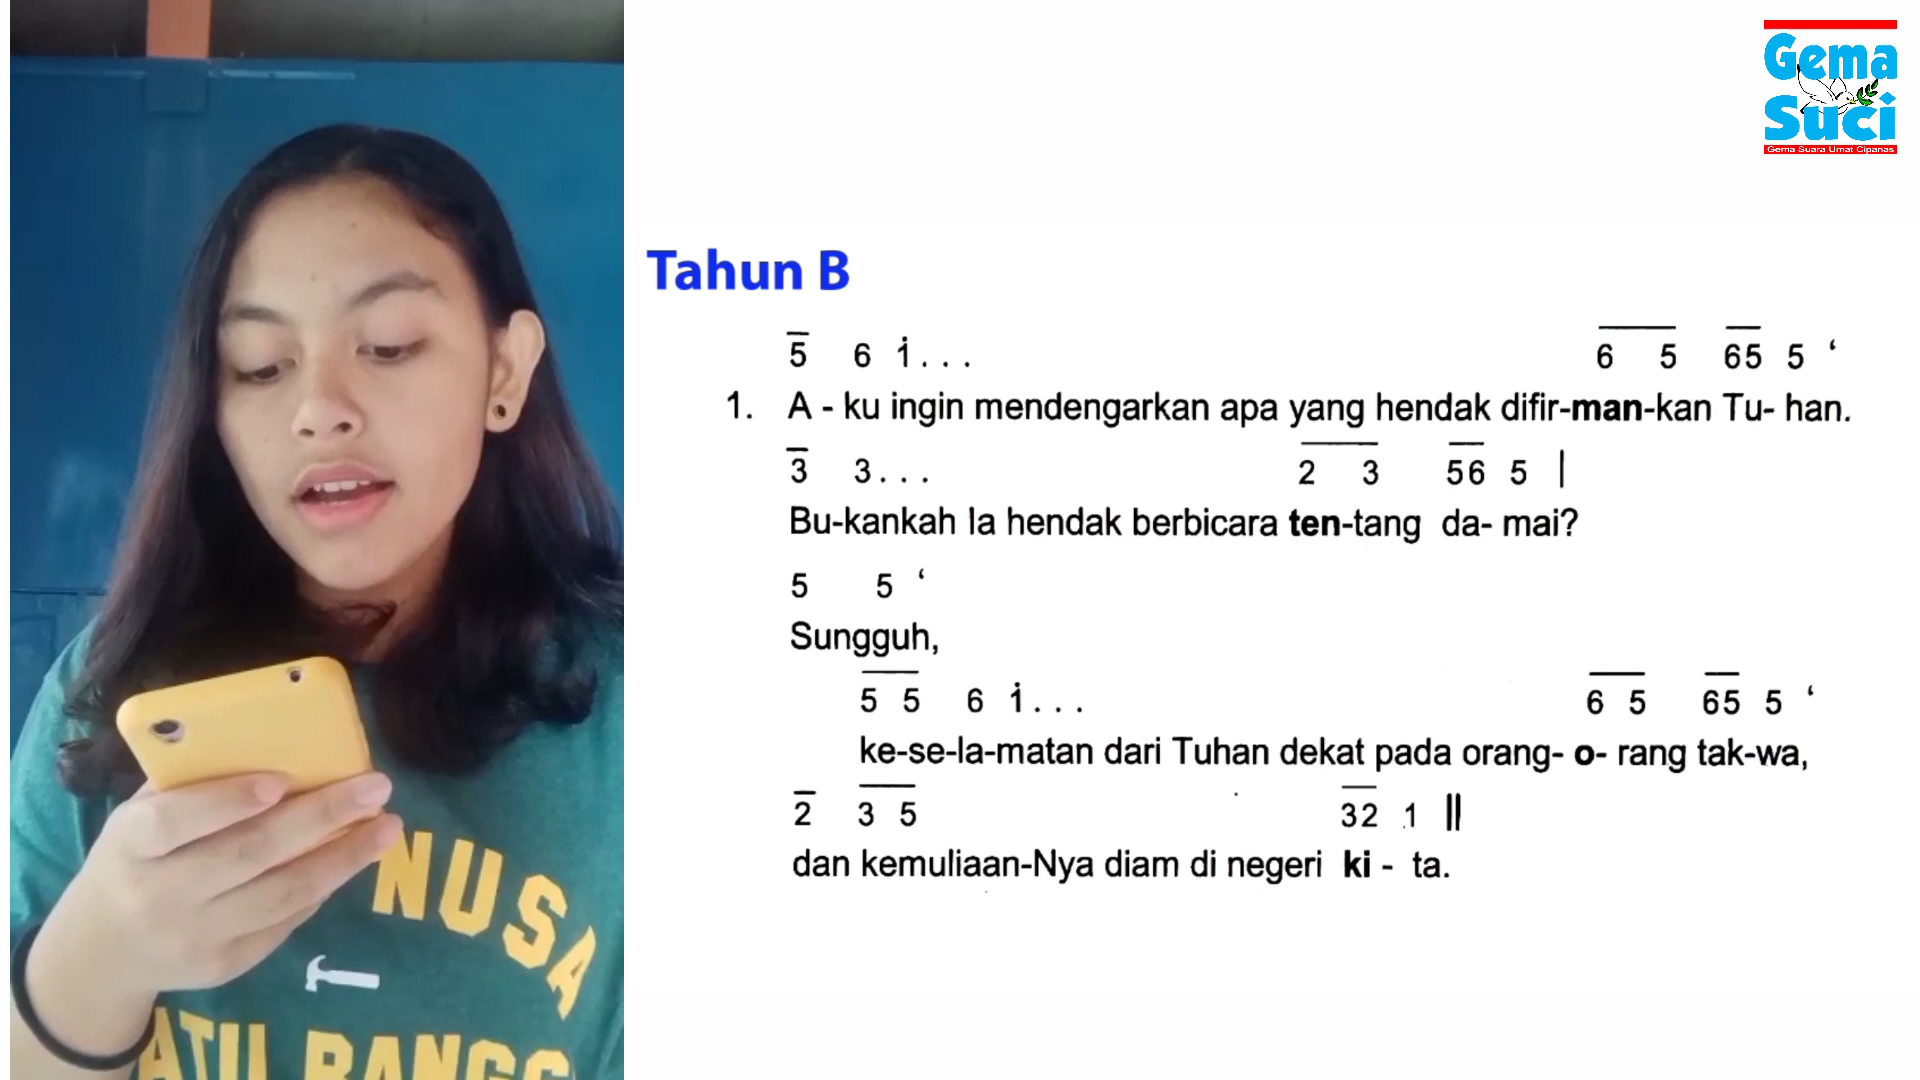 Gema
Suci
Gema Suara Umat Cipanas
Tahun B
5 6 i...  6 5 65 5 ‘
1. A - ku ingin mendengarkan apa yang hendak difir-man-kan Tu- han.
3 3...  2 3 56 5 |
Bu-kankah Ia hendak berbicara ten-tang da- mai?
5 5 ‘
Sungguh,
5 5 6 i...  6 5 65 5 ‘
ke-se-la-matan dari Tuhan dekat pada orang- o- rang tak-wa,
2 3 5  32 1 ||
dan kemuliaan-Nya diam di negeri ki - ta.
NUSA
ATU BANGS